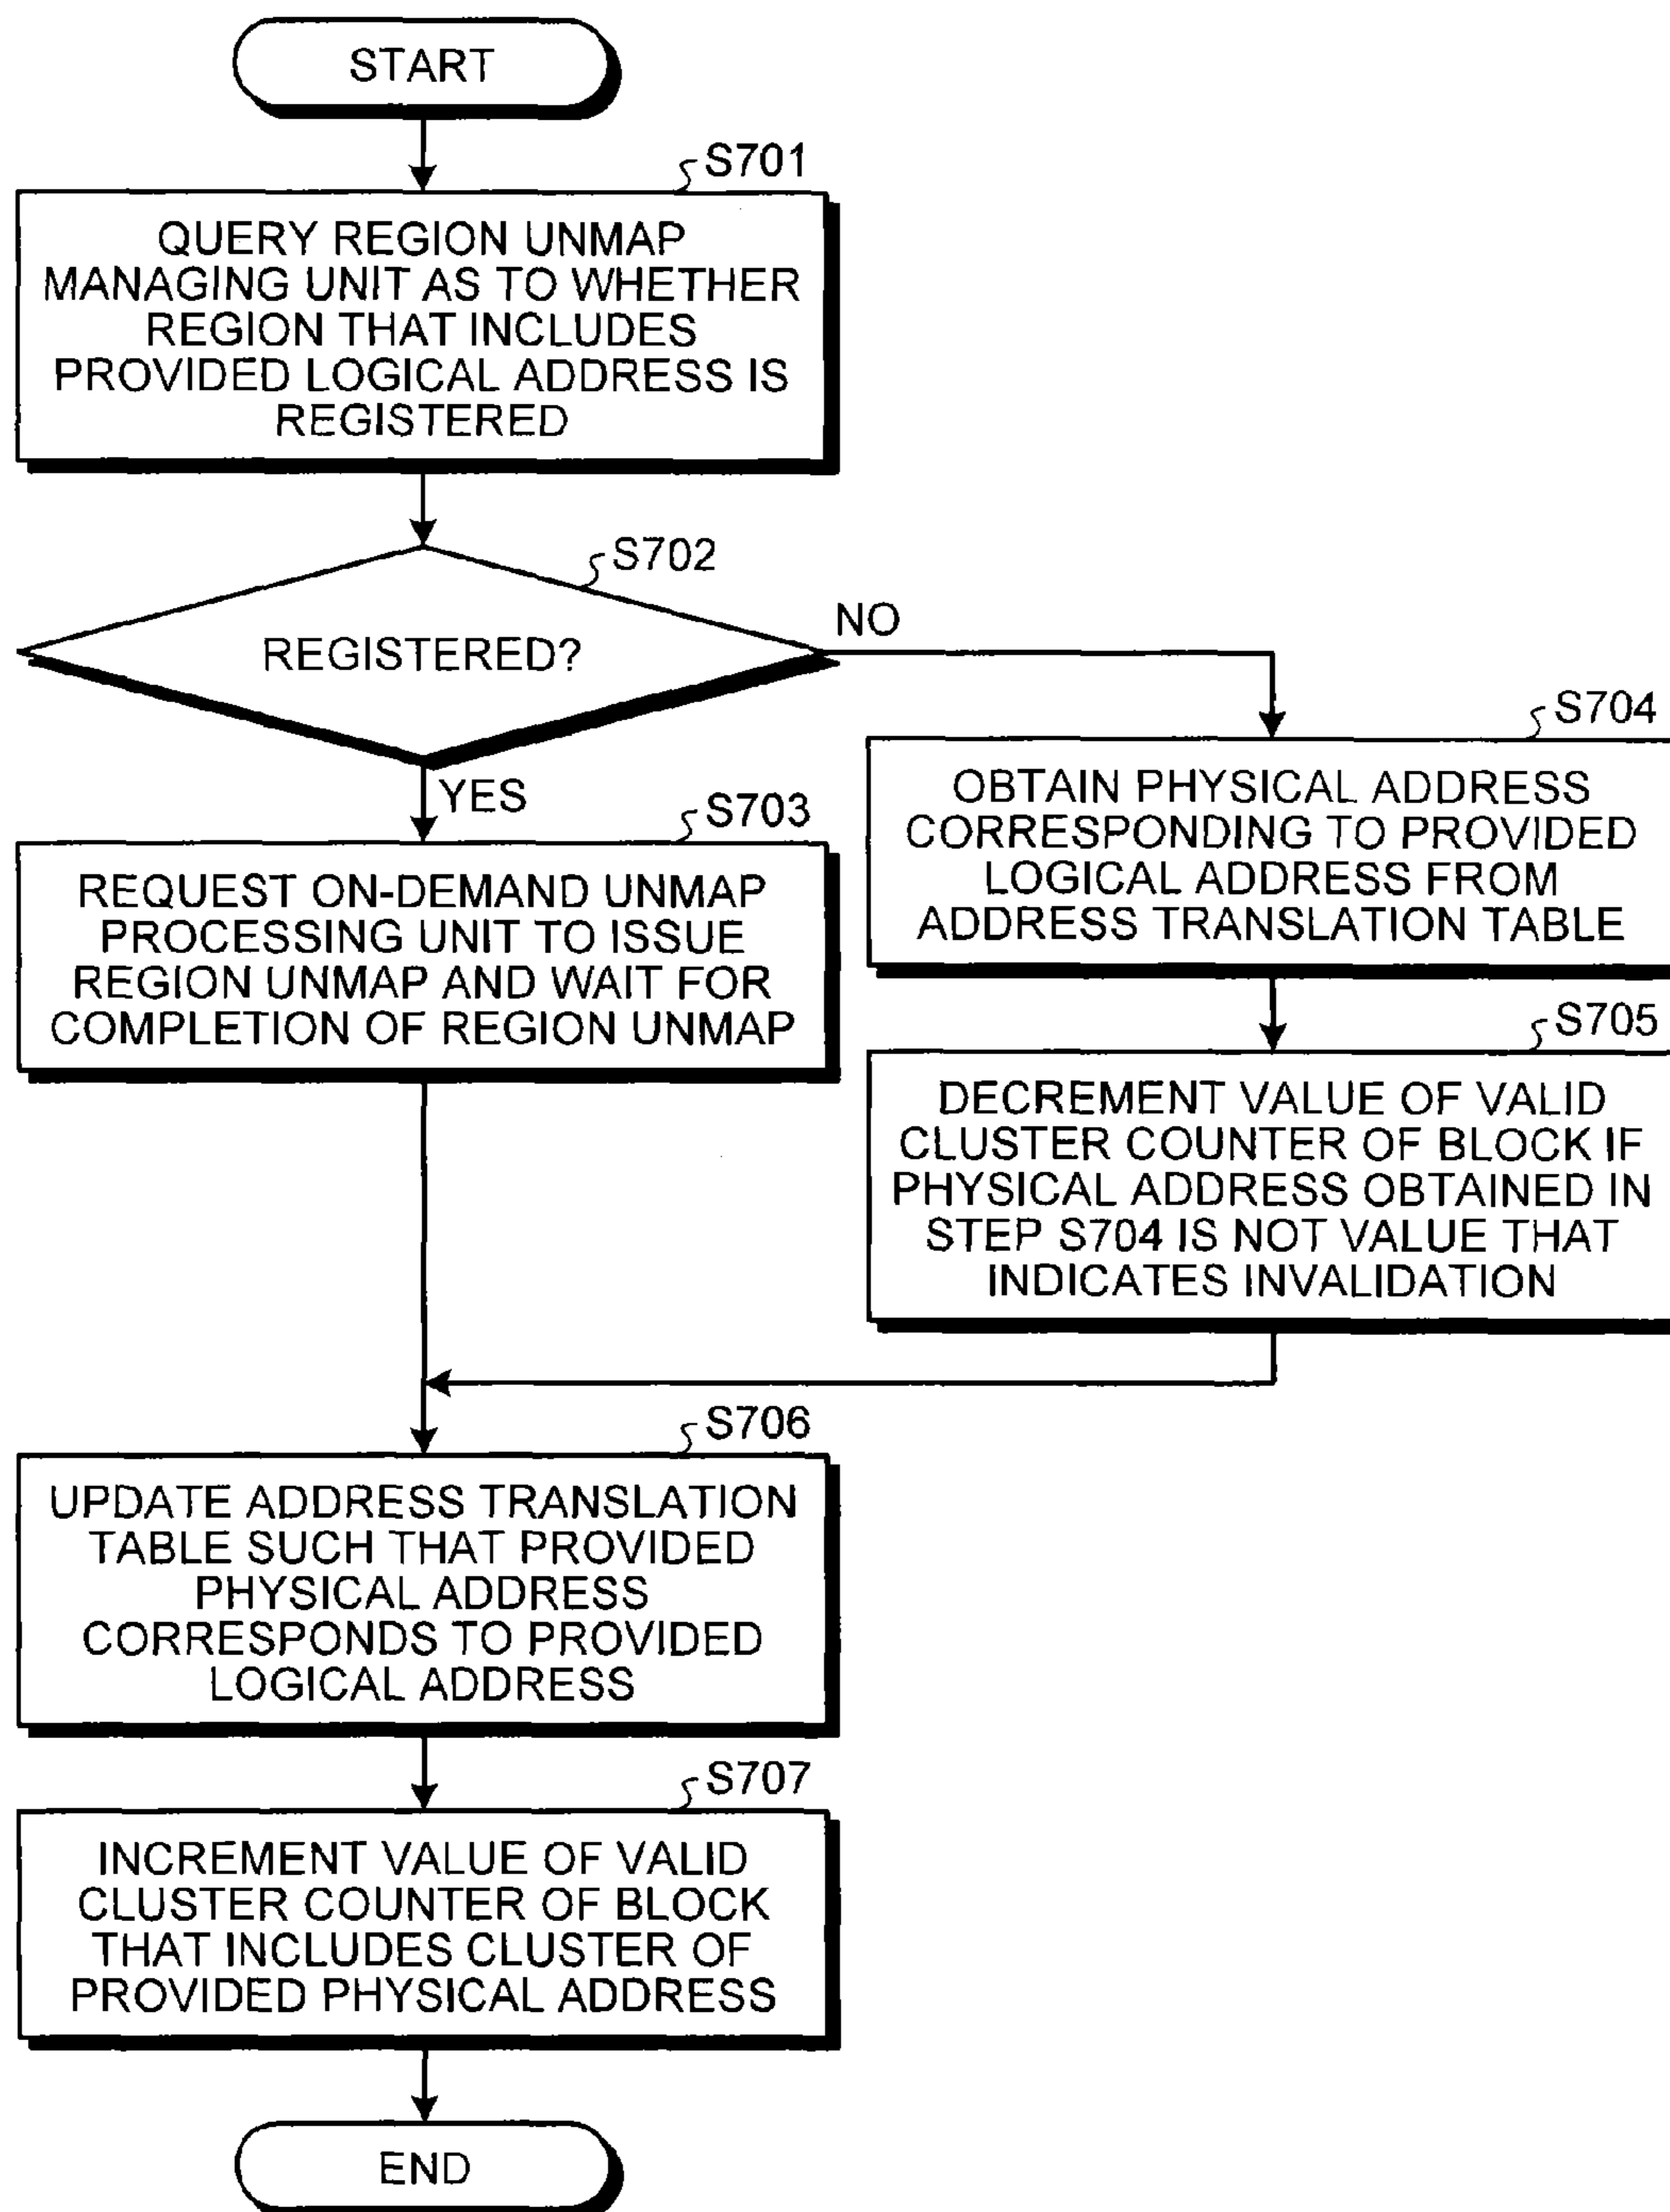 START
S701
QUERY REGION UNMAP
MANAGING UNIT AS TO WHETHER
REGION THAT INCLUDES
PROVIDED LOGICAL ADDRESS IS
REGISTERED
S702
REGISTERED?
NO
YES
S703
REQUEST ON-DEMAND UNMAP
PROCESSING UNIT TO ISSUE
REGION UNMAP AND WAIT FOR
COMPLETION OF REGION UNMAP
S704
OBTAIN PHYSICAL ADDRESS
CORRESPONDING TO PROVIDED
LOGICAL ADDRESS FROM
ADDRESS TRANSLATION TABLE
S705
DECREMENT VALUE OF VALID
CLUSTER COUNTER OF BLOCK IF
PHYSICAL ADDRESS OBTAINED IN
STEP S704 IS NOT VALUE THAT
INDICATES INVALIDATION
S706
UPDATE ADDRESS TRANSLATION
TABLE SUCH THAT PROVIDED
PHYSICAL ADDRESS
CORRESPONDS TO PROVIDED
LOGICAL ADDRESS
S707
INCREMENT VALUE OF VALID
CLUSTER COUNTER OF BLOCK
THAT INCLUDES CLUSTER OF
PROVIDED PHYSICAL ADDRESS
END